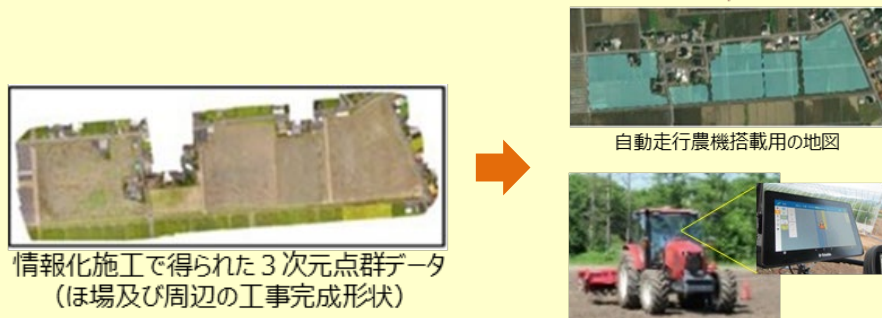 情報化施工で得られた3次元点群データ
(ほ場及び周辺の工事完成形状)
自動走行農機搭載用の地図